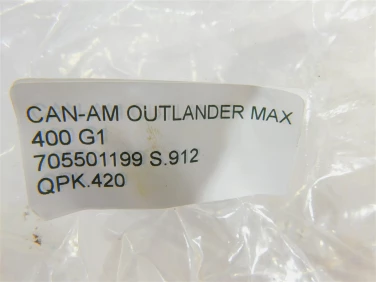 CAN-AM OUTLANDER MAX
400 G1
705501199 S.912
QPK.420